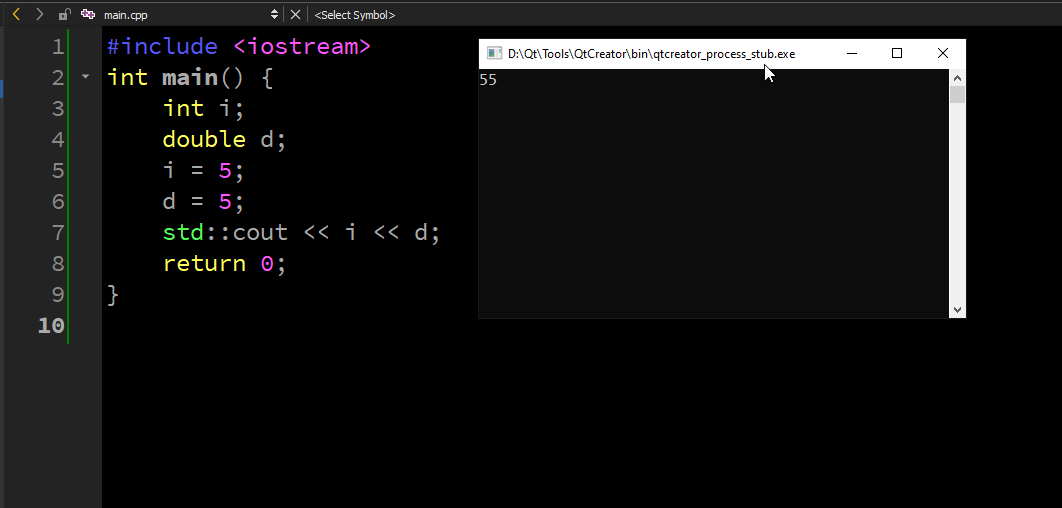 main.cpp <Select Symbol>
1 #include <iostream>
2 int main() {
3     int i;
4     double d;
5     i = 5;
6     d = 5;
7     std::cout << i << d;
8     return 0;
9 }
10
D:\Qt\Tools\QtCreator\bin\qtcreator_process_stub.exe
55